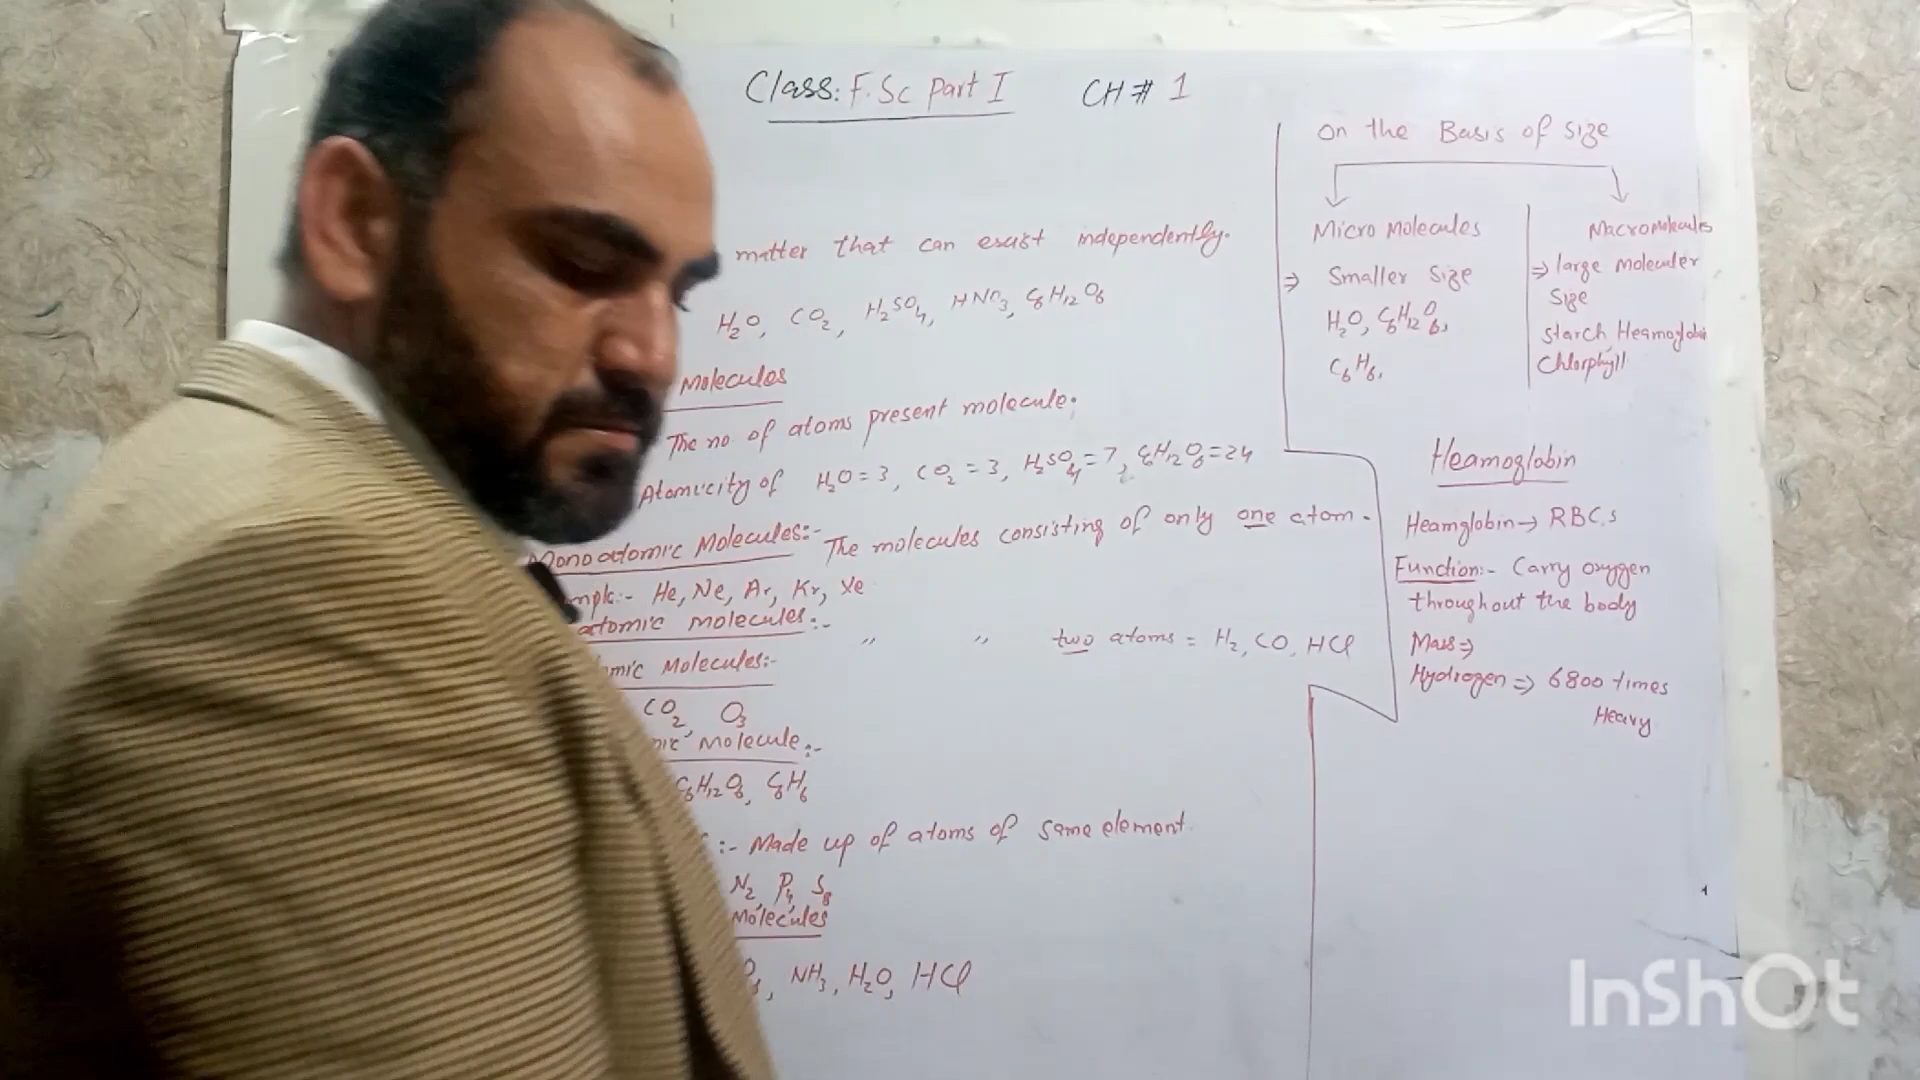 Class: F.Sc Part I CH # 1
matter that can exist independently.
H₂O, CO₂, H₂SO₄, HNO₃, C₆H₁₂O₆
Molecules
The no. of atoms present molecule.
Atomicity of H₂O = 3, CO₂ = 3, H₂SO₄ = 7, C₆H₁₂O₆ = 24
Monoatomic Molecules:- The molecules consisting of only one atom.
mple:- He, Ne, Ar, Kr, Xe
atomic molecules:- " " two atoms = H₂, CO, HCl
omic Molecules:-
CO₂ O₃
mic Molecule:-
C₆H₁₂O₆, C₆H₆
:- Made up of atoms of same element
N₂, P₄, S₈
Molecules
NH₃, H₂O, HCl
On the Basis of Size
Micro Molecules
⇒ Smaller Size
H₂O, C₆H₁₂O₆,
C₆H₆,
Macromolecules
⇒ large moleculer
Size
starch Heamoglobin
Chlorphyll
Heamoglobin
Heamglobin → RBC,s
Function:- Carry oxygen
throughout the body
Mass ⇒
Hydrogen ⇒ 6800 times
Heavy
InShOt